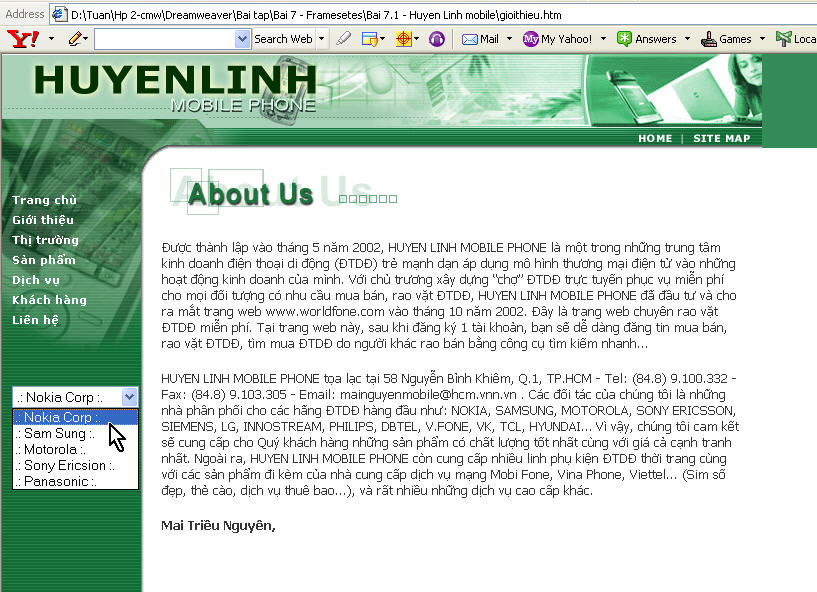 Address D:\Tuan\Hp 2-cmw\Dreamweaver\Bai tap\Bai 7 - Framesetes\Bai 7.1 - Huyen Linh mobile\gioithieu.htm
Y! Search Web Mail My My Yahoo! Answers Games Loca
HUYENLINH
MOBILE PHONE
HOME | SITE MAP
Trang chủ
Giới thiệu
Thị trường
Sản phẩm
Dịch vụ
Khách hàng
Liên hệ
.: Nokia Corp :.
.: Nokia Corp :.
.: Sam Sung :.
.: Motorola :.
.: Sony Ericsion :.
.: Panasonic :.
About Us
About Us
Được thành lập vào tháng 5 năm 2002, HUYEN LINH MOBILE PHONE là một trong những trung tâm
kinh doanh điện thoại di động (ĐTDĐ) trẻ mạnh dạn áp dụng mô hình thương mại điện tử vào những
hoạt động kinh doanh của mình. Với chủ trương xây dựng “chợ” ĐTDĐ trực tuyến phục vụ miễn phí
cho mọi đối tượng có nhu cầu mua bán, rao vặt ĐTDĐ, HUYEN LINH MOBILE PHONE đã đầu tư và cho
ra mắt trang web www.worldfone.com vào tháng 10 năm 2002. Đây là trang web chuyên rao vặt
ĐTDĐ miễn phí. Tại trang web này, sau khi đăng ký 1 tài khoản, bạn sẽ dễ dàng đăng tin mua bán,
rao vặt ĐTDĐ, tìm mua ĐTDĐ do người khác rao bán bằng công cụ tìm kiếm nhanh...
HUYEN LINH MOBILE PHONE tọa lạc tại 58 Nguyễn Bỉnh Khiêm, Q.1, TP.HCM - Tel: (84.8) 9.100.332 -
Fax: (84.8) 9.103.305 - Email: mainguyenmobile@hcm.vnn.vn . Các đối tác của chúng tôi là những
nhà phân phối cho các hãng ĐTDĐ hàng đầu như: NOKIA, SAMSUNG, MOTOROLA, SONY ERICSSON,
SIEMENS, LG, INNOSTREAM, PHILIPS, DBTEL, V.FONE, VK, TCL, HYUNDAI... Vì vậy, chúng tôi cam kết
sẽ cung cấp cho Quý khách hàng những sản phẩm có chất lượng tốt nhất cùng với giá cả cạnh tranh
nhất. Ngoài ra, HUYEN LINH MOBILE PHONE còn cung cấp nhiều linh phụ kiện ĐTDĐ thời trang cùng
với các sản phẩm đi kèm của nhà cung cấp dịch vụ mạng Mobi Fone, Vina Phone, Viettel... (Sim số
đẹp, thẻ cào, dịch vụ thuê bao...), và rất nhiều những dịch vụ cao cấp khác.
Mai Triều Nguyên,